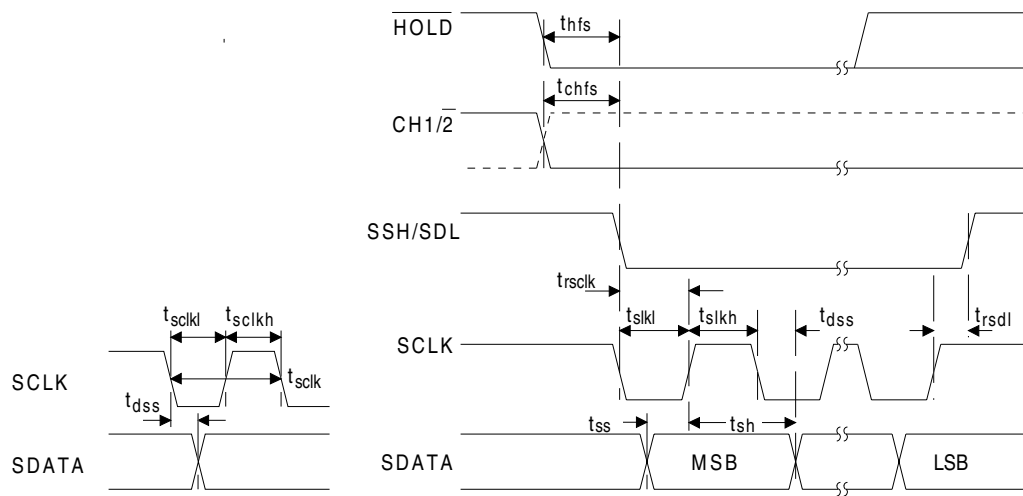 HOLD
thfs
tchfs
CH1/2
SSH/SDL
trsclk
tslkl
tslkh
tdss
trsdl
SCLK
tss
tsh
SDATA
MSB
LSB
tsclkl
tsclkh
SCLK
tsclk
tdss
SDATA